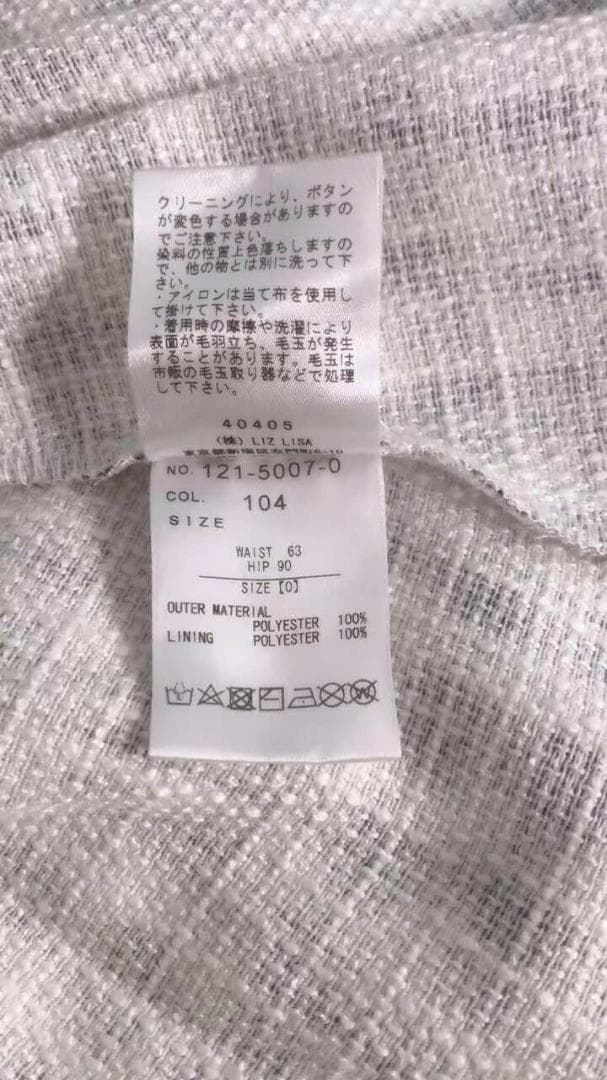 クリーニングにより、ボタン
が変色する場合がありますの
でご注意下さい。
染料の性質上色落ちしますの
で、他の物とは別に洗って下
さい。
・アイロンは当て布を使用し
て掛けて下さい。
・着用時の摩擦や洗濯により
表面が毛羽立ち、毛玉が発生
することがあります。毛玉は
市販の毛玉取り器などで処理
して下さい。
40405
(株) LIZ LISA
NO. 121-5007-0
COL. 104
SIZE
WAIST 63
HIP 90
SIZE [0]
OUTER MATERIAL
POLYESTER 100%
LINING POLYESTER 100%